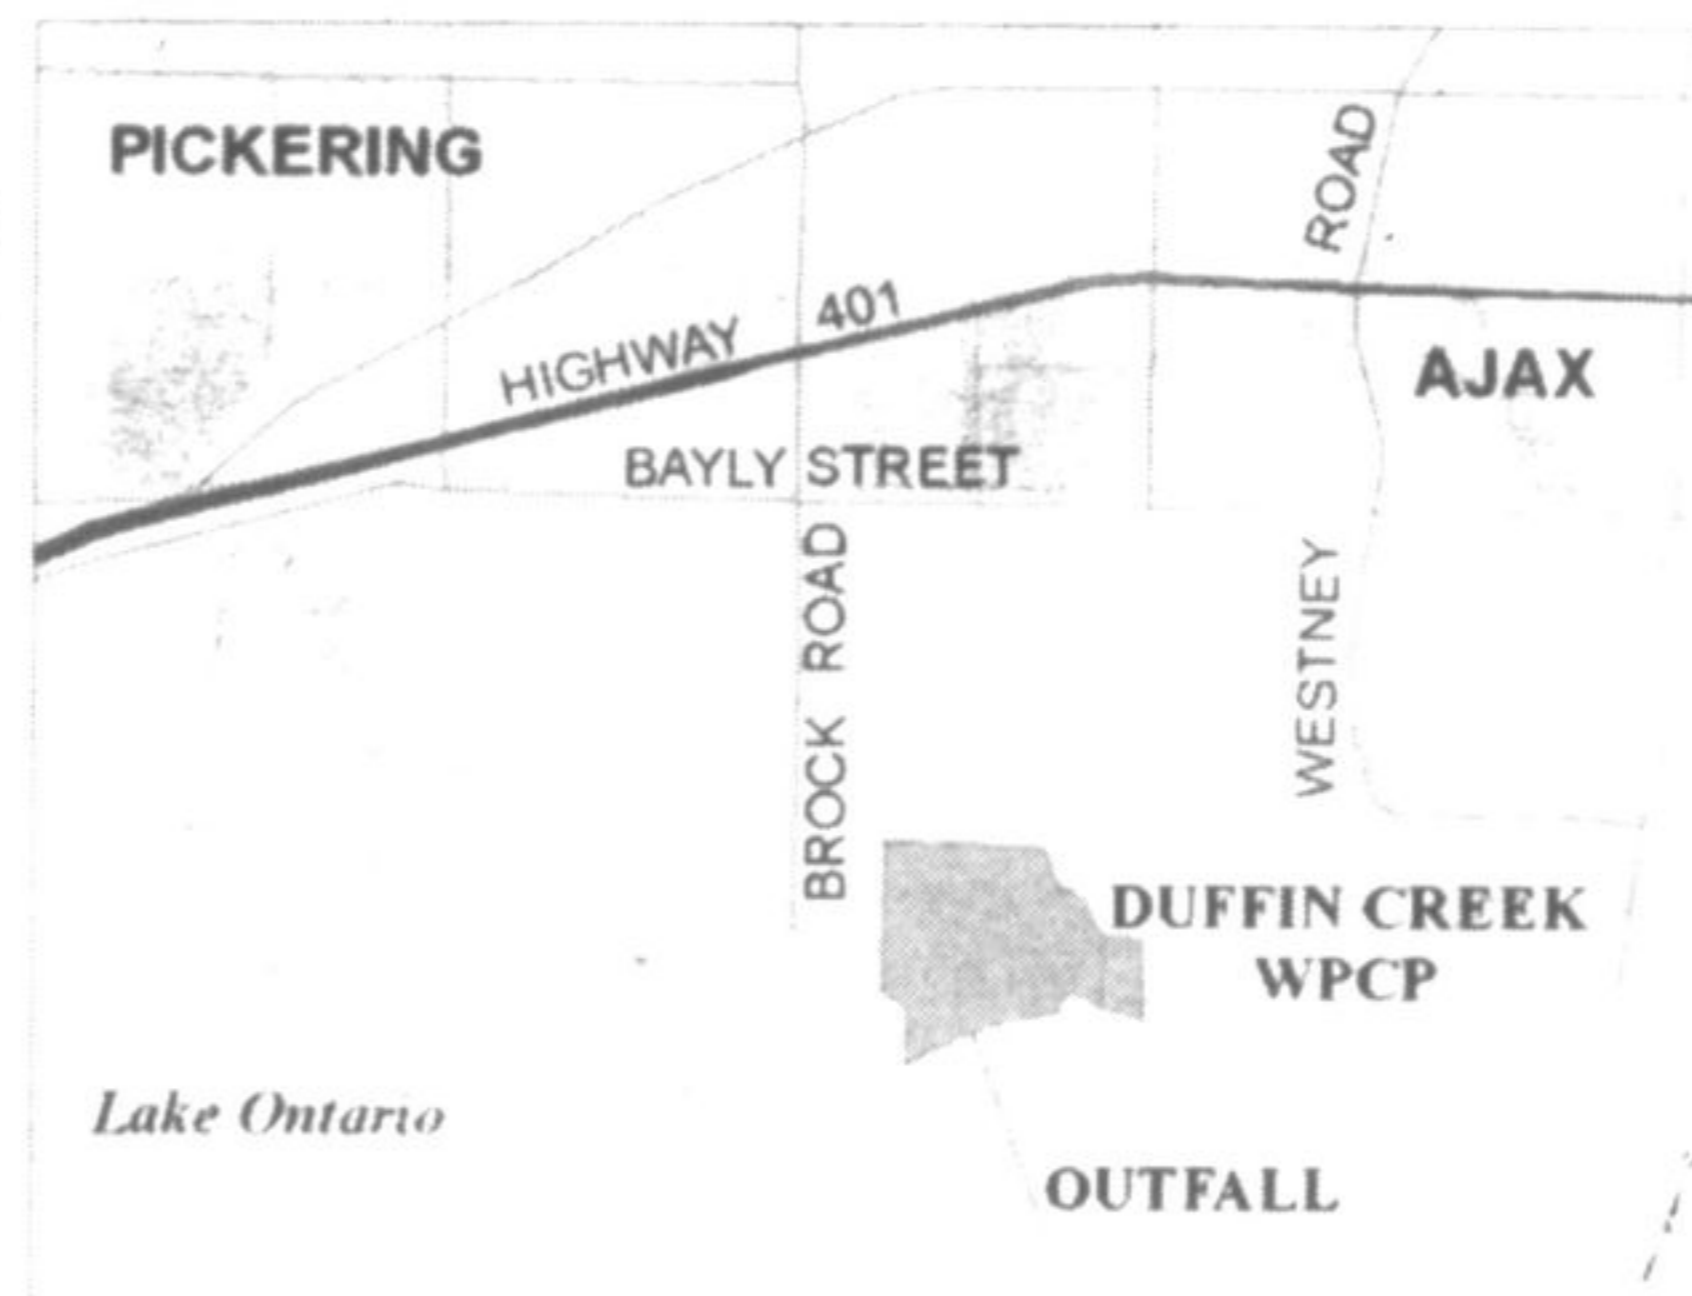 PICKERING
ROAD
HIGHWAY 401
AJAX
BAYLY STREET
BROCK ROAD
WESTNEY
DUFFIN CREEK
WPCP
Lake Ontario
OUTFALL